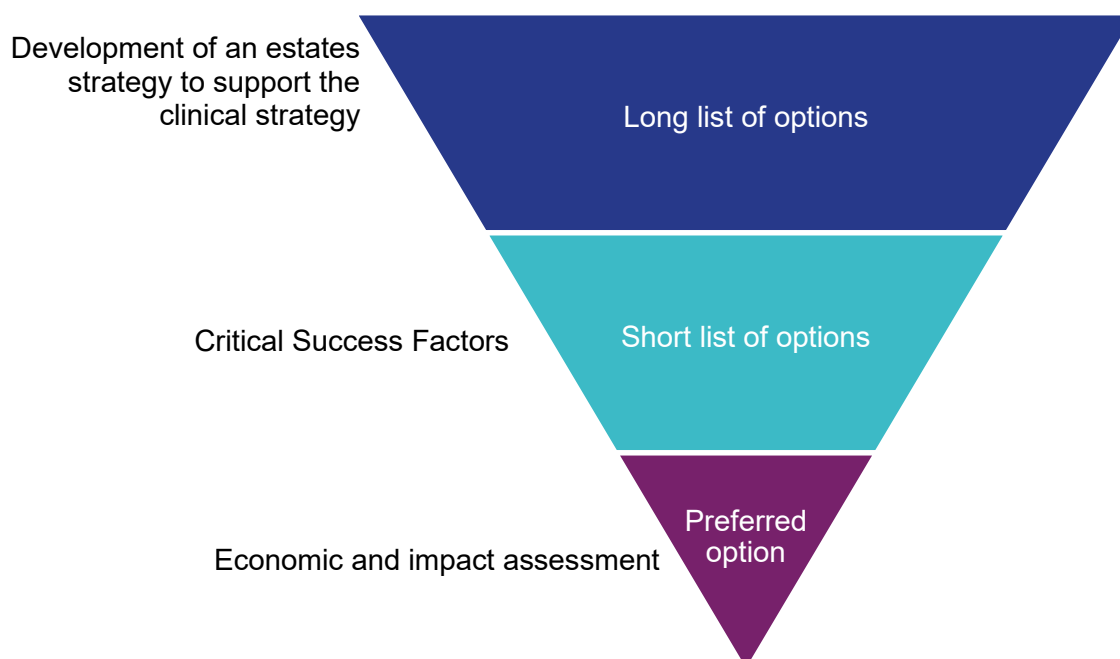 Development of an estates
strategy to support the
clinical strategy
Long list of options
Critical Success Factors
Short list of options
Economic and impact assessment
Preferred
option